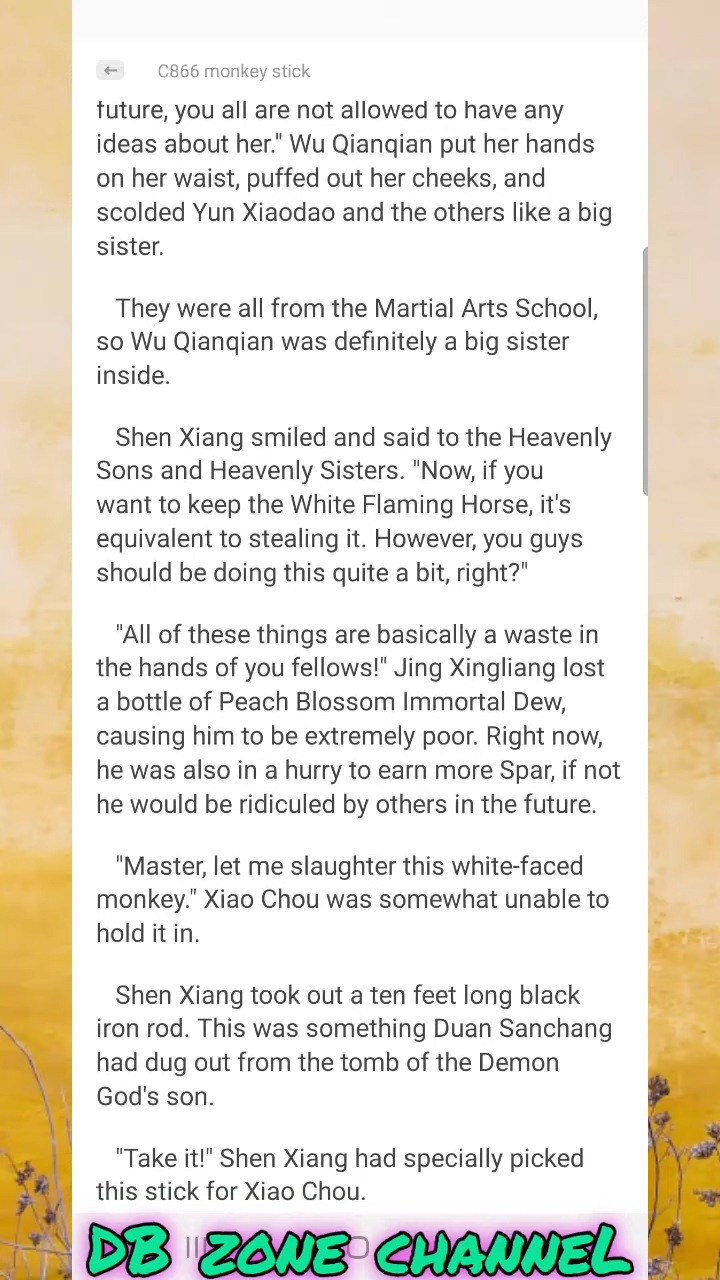 C866 monkey stick
future, you all are not allowed to have any
ideas about her." Wu Qianqian put her hands
on her waist, puffed out her cheeks, and
scolded Yun Xiaodao and the others like a big
sister.
They were all from the Martial Arts School,
so Wu Qianqian was definitely a big sister
inside.
Shen Xiang smiled and said to the Heavenly
Sons and Heavenly Sisters. "Now, if you
want to keep the White Flaming Horse, it's
equivalent to stealing it. However, you guys
should be doing this quite a bit, right?"
"All of these things are basically a waste in
the hands of you fellows!" Jing Xingliang lost
a bottle of Peach Blossom Immortal Dew,
causing him to be extremely poor. Right now,
he was also in a hurry to earn more Spar, if not
he would be ridiculed by others in the future.
"Master, let me slaughter this white-faced
monkey." Xiao Chou was somewhat unable to
hold it in.
Shen Xiang took out a ten feet long black
iron rod. This was something Duan Sanchang
had dug out from the tomb of the Demon
God's son.
"Take it!" Shen Xiang had specially picked
this stick for Xiao Chou.
DB ZONE CHANNEL